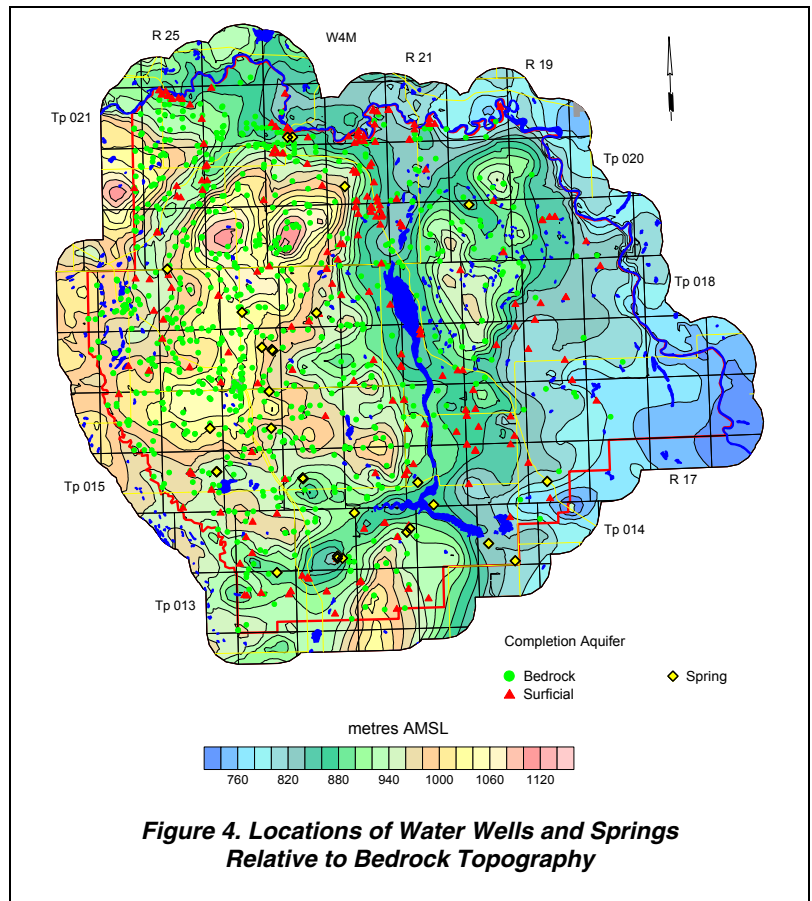 R 25
W4M
R 21
R 19
Tp 021
Tp 020
Tp 018
Tp 015
R 17
Tp 014
Tp 013
Completion Aquifer
Bedrock
Spring
Surficial
metres AMSL
760 820 880 940 1000 1060 1120
Figure 4. Locations of Water Wells and Springs
Relative to Bedrock Topography